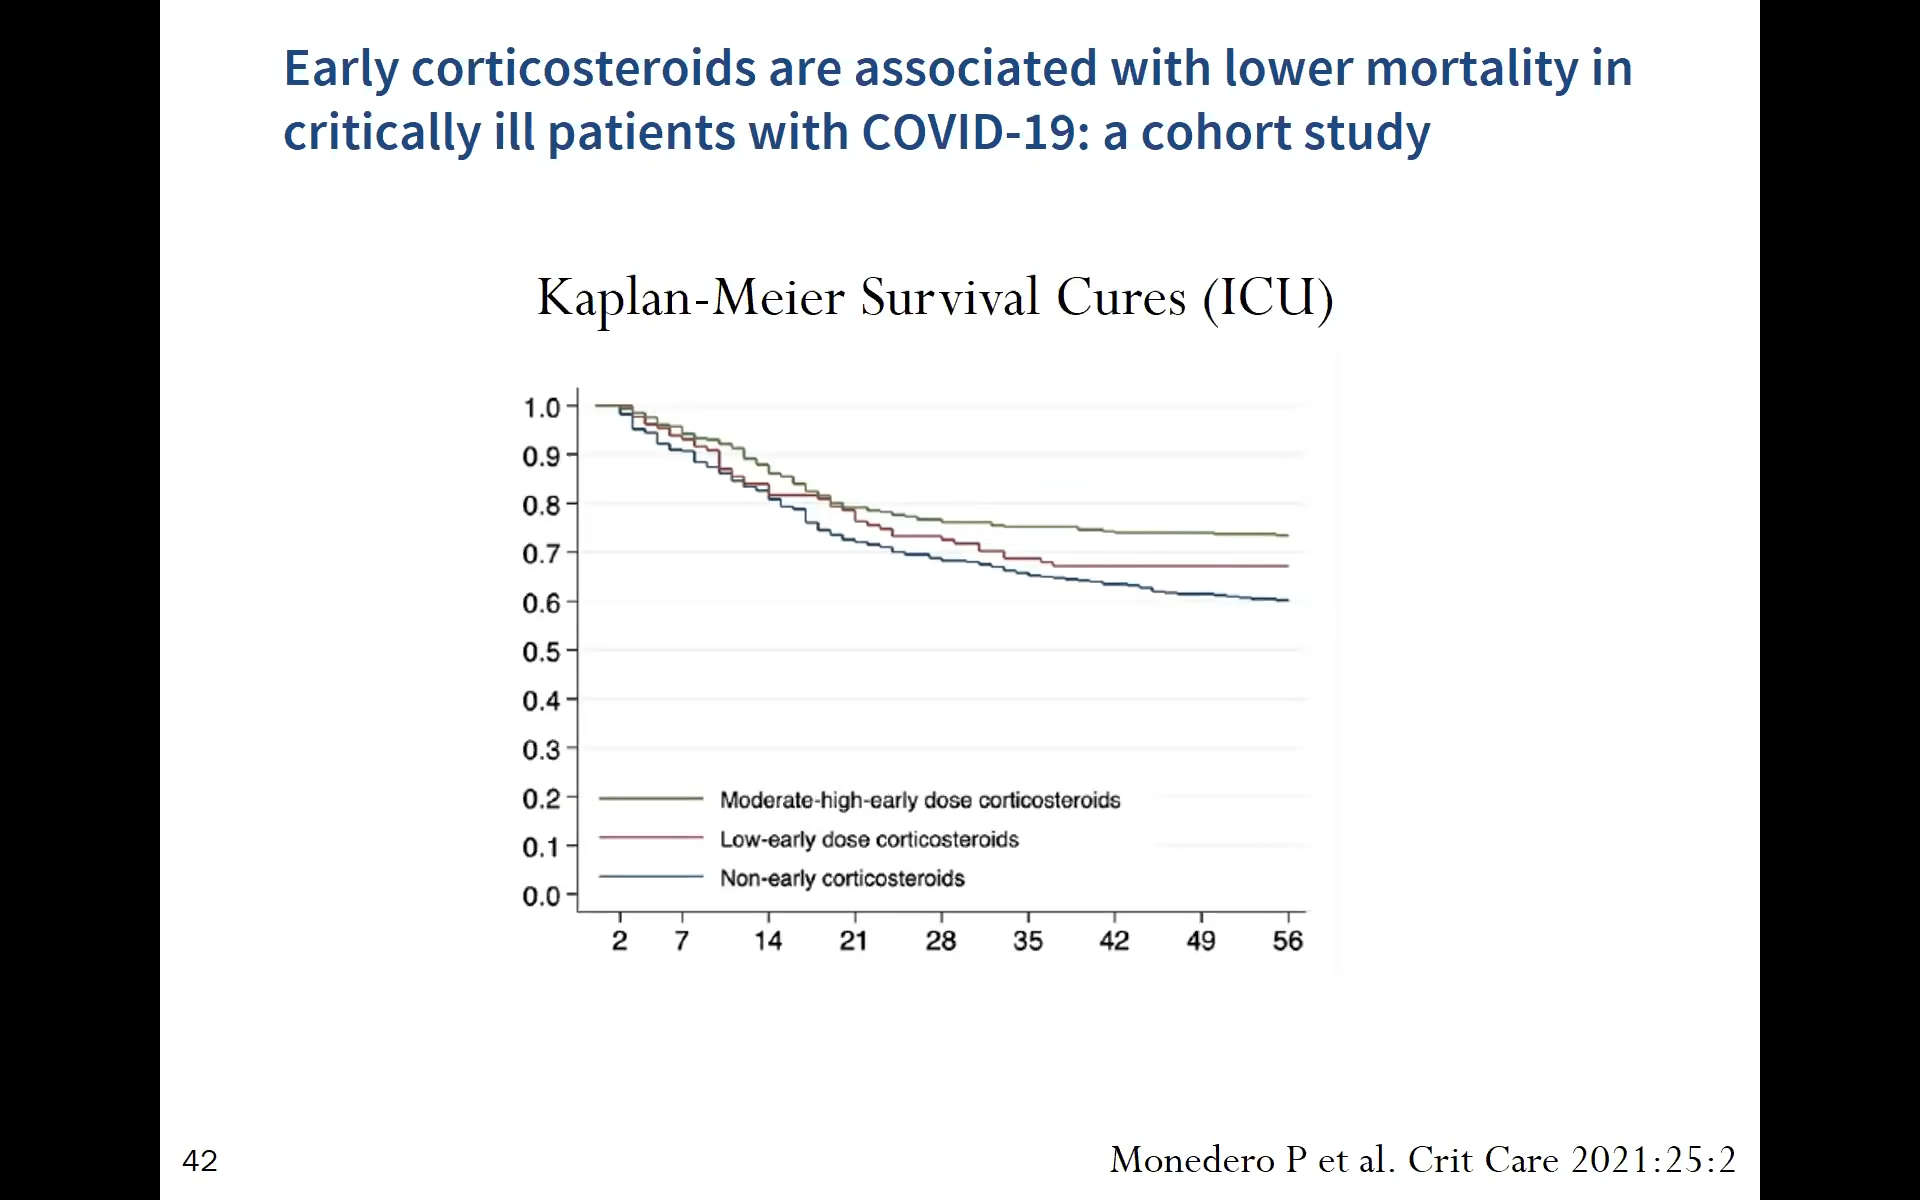 Early corticosteroids are associated with lower mortality in
critically ill patients with COVID-19: a cohort study
Kaplan-Meier Survival Cures (ICU)
1.0
0.9
0.8
0.7
0.6
0.5
0.4
0.3
0.2
0.1
0.0
Moderate-high-early dose corticosteroids
Low-early dose corticosteroids
Non-early corticosteroids
2 7 14 21 28 35 42 49 56
42
Monedero P et al. Crit Care 2021:25:2